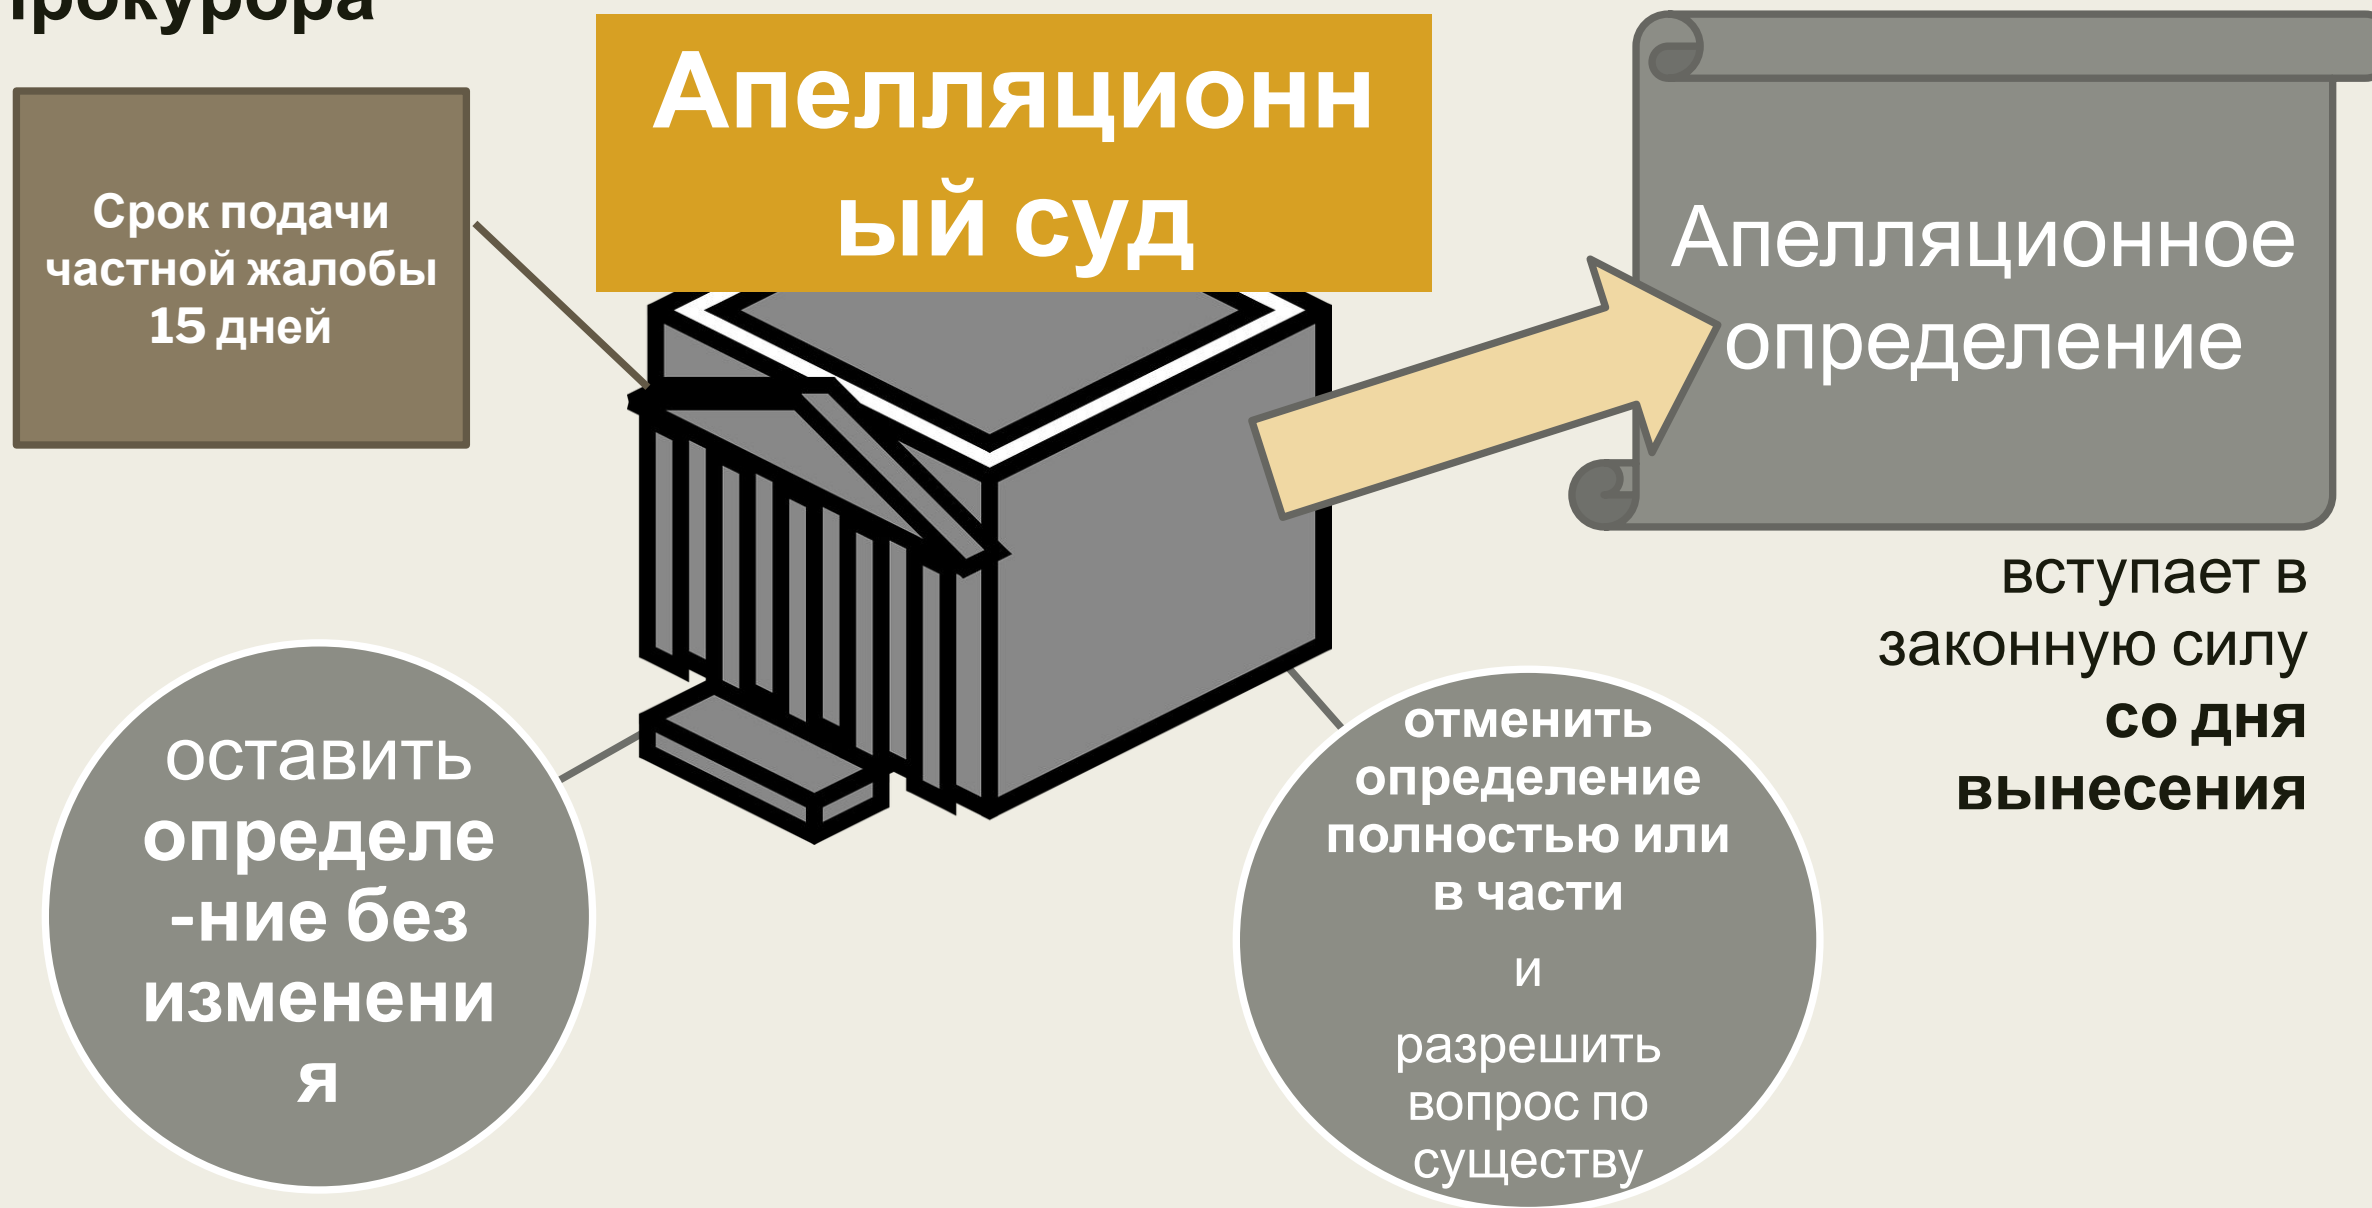 прокурора
Апелляционн
ый суд
Срок подачи
частной жалобы
15 дней
Апелляционное
определение
вступает в
законную силу
со дня
вынесения
оставить
определе
-ние без
изменени
я
отменить
определение
полностью или
в части
и
разрешить
вопрос по
существу